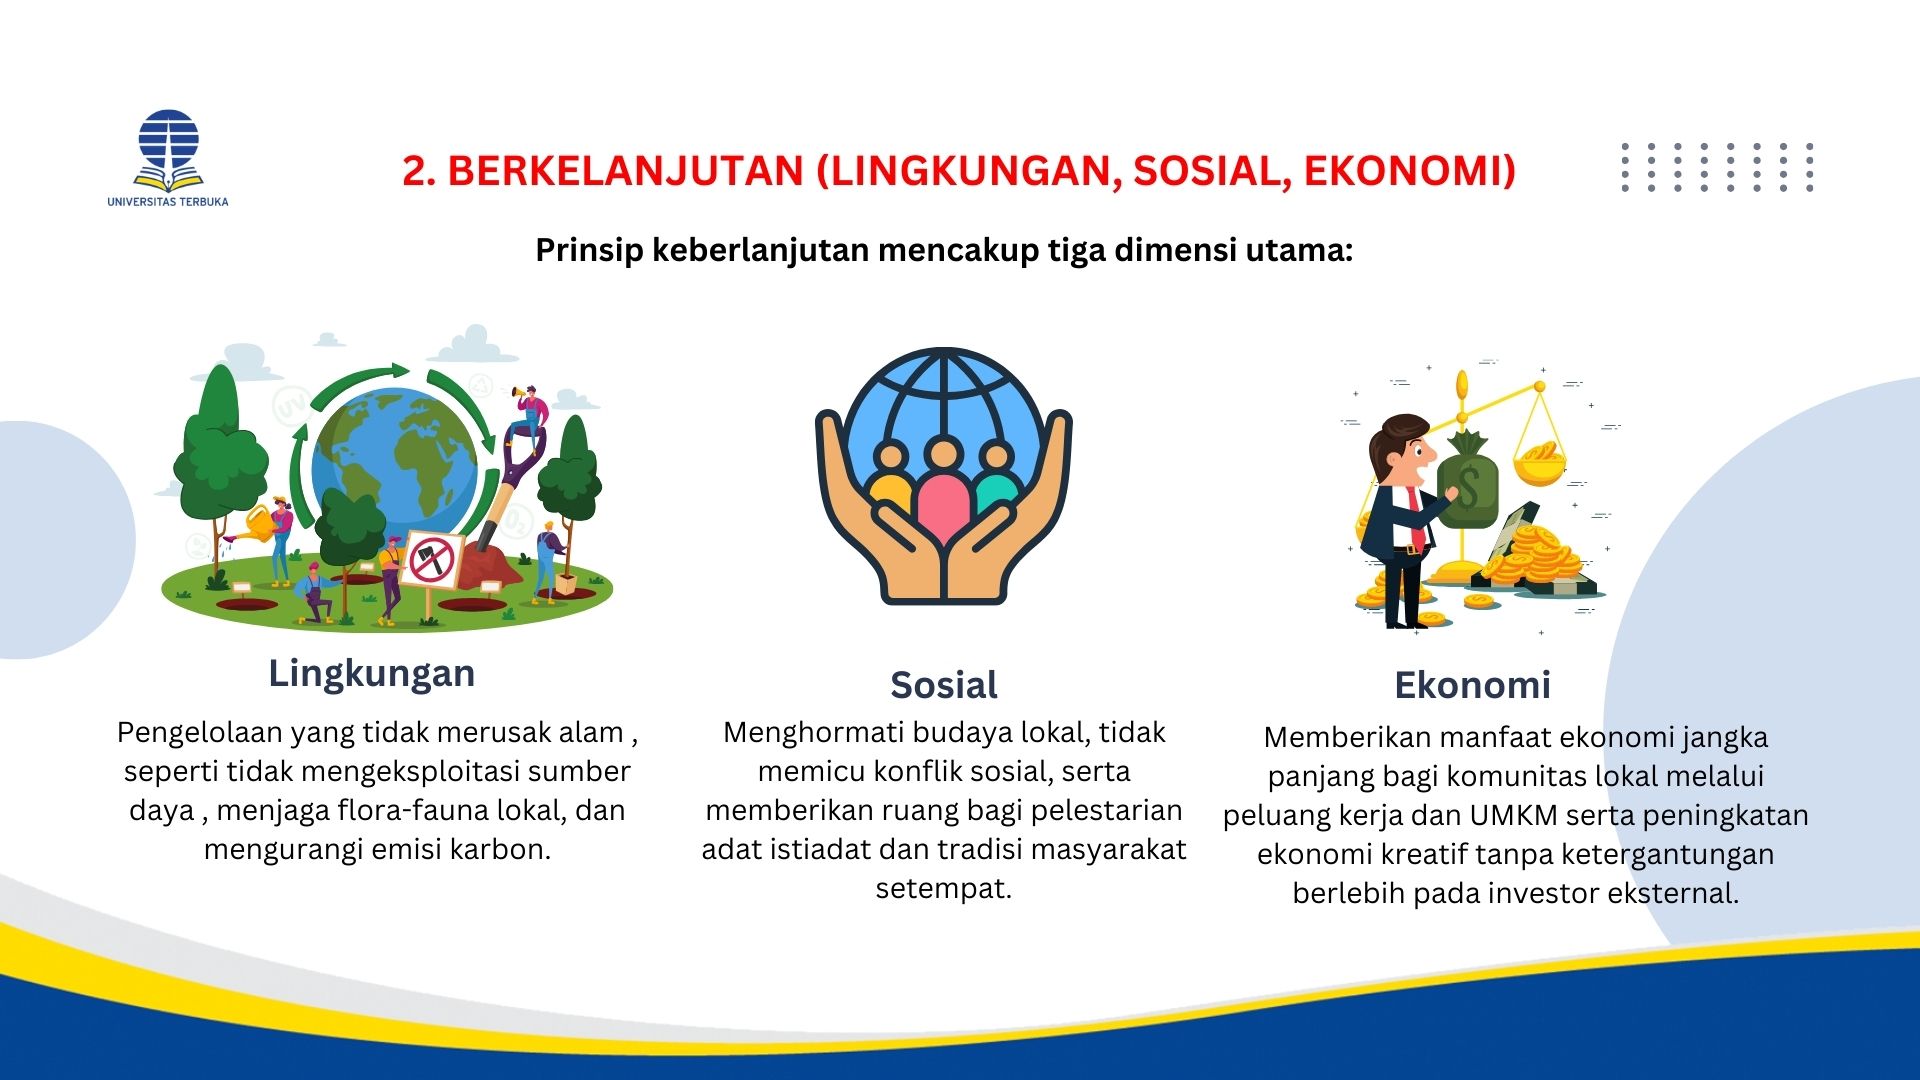 UNIVERSITAS TERBUKA
2. BERKELANJUTAN (LINGKUNGAN, SOSIAL, EKONOMI)
Prinsip keberlanjutan mencakup tiga dimensi utama:
UV
O2
$
Lingkungan
Pengelolaan yang tidak merusak alam ,
seperti tidak mengeksploitasi sumber
daya , menjaga flora-fauna lokal, dan
mengurangi emisi karbon.
Sosial
Menghormati budaya lokal, tidak
memicu konflik sosial, serta
memberikan ruang bagi pelestarian
adat istiadat dan tradisi masyarakat
setempat.
Ekonomi
Memberikan manfaat ekonomi jangka
panjang bagi komunitas lokal melalui
peluang kerja dan UMKM serta peningkatan
ekonomi kreatif tanpa ketergantungan
berlebih pada investor eksternal.